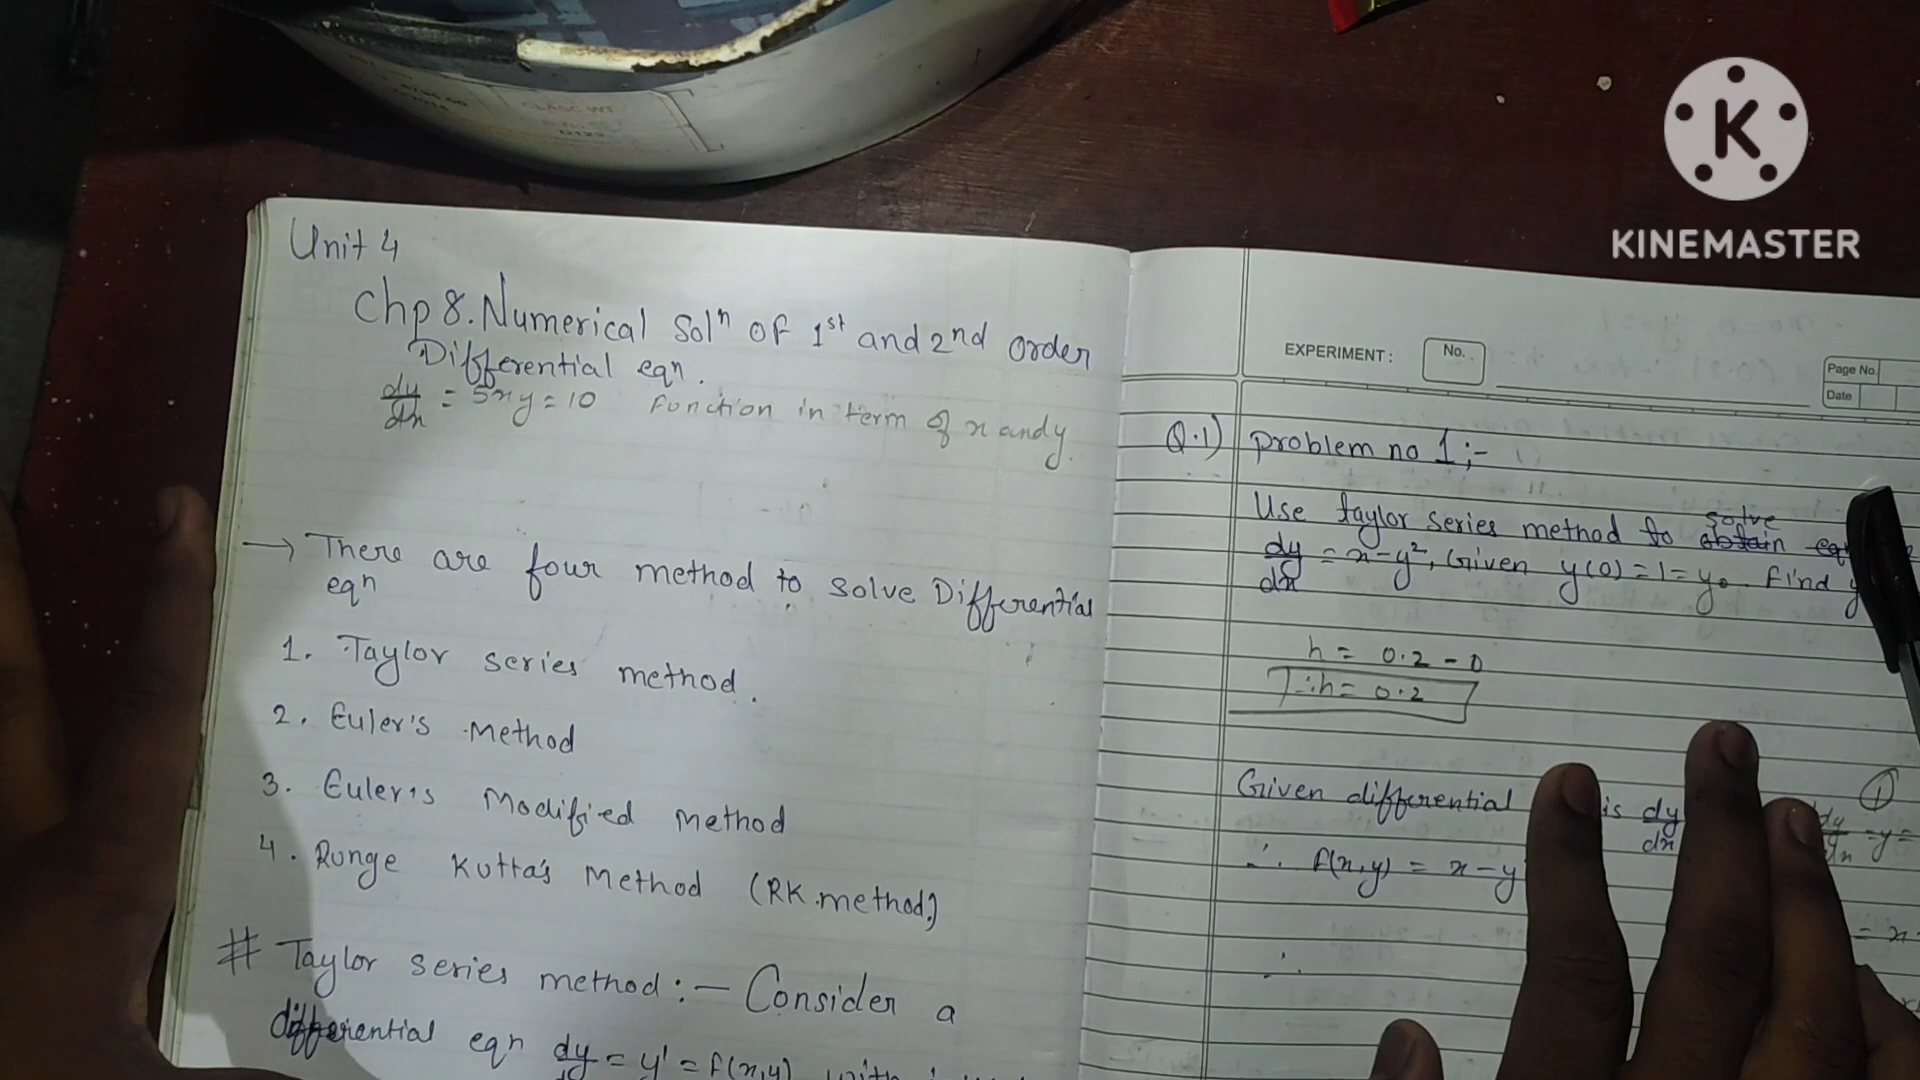 K
KINEMASTER
Unit 4
Chp 8. Numerical Solⁿ of 1st and 2nd order
Differential eqn.
dy/dx = 5xy = 10 function in term of x and y.
→ There are four method to solve Differential
eqn
1. Taylor series method.
2. Euler's Method
3. Euler's Modified Method
4. Runge Kutta's Method (RK.method)
# Taylor series method :- Consider a
differential eqn dy/dx = y' = f(x,y)
EXPERIMENT :
No.
Page No.
Date
Q.1) problem no 1 ;-
solve
Use taylor series method to obtain
dy/dx = x-y², Given y(0)=1=y₀. Find
h = 0.2 - 0
∴ h = 0.2
Given differential is dy/dx
∴ f(x,y) = x-y
∴
1